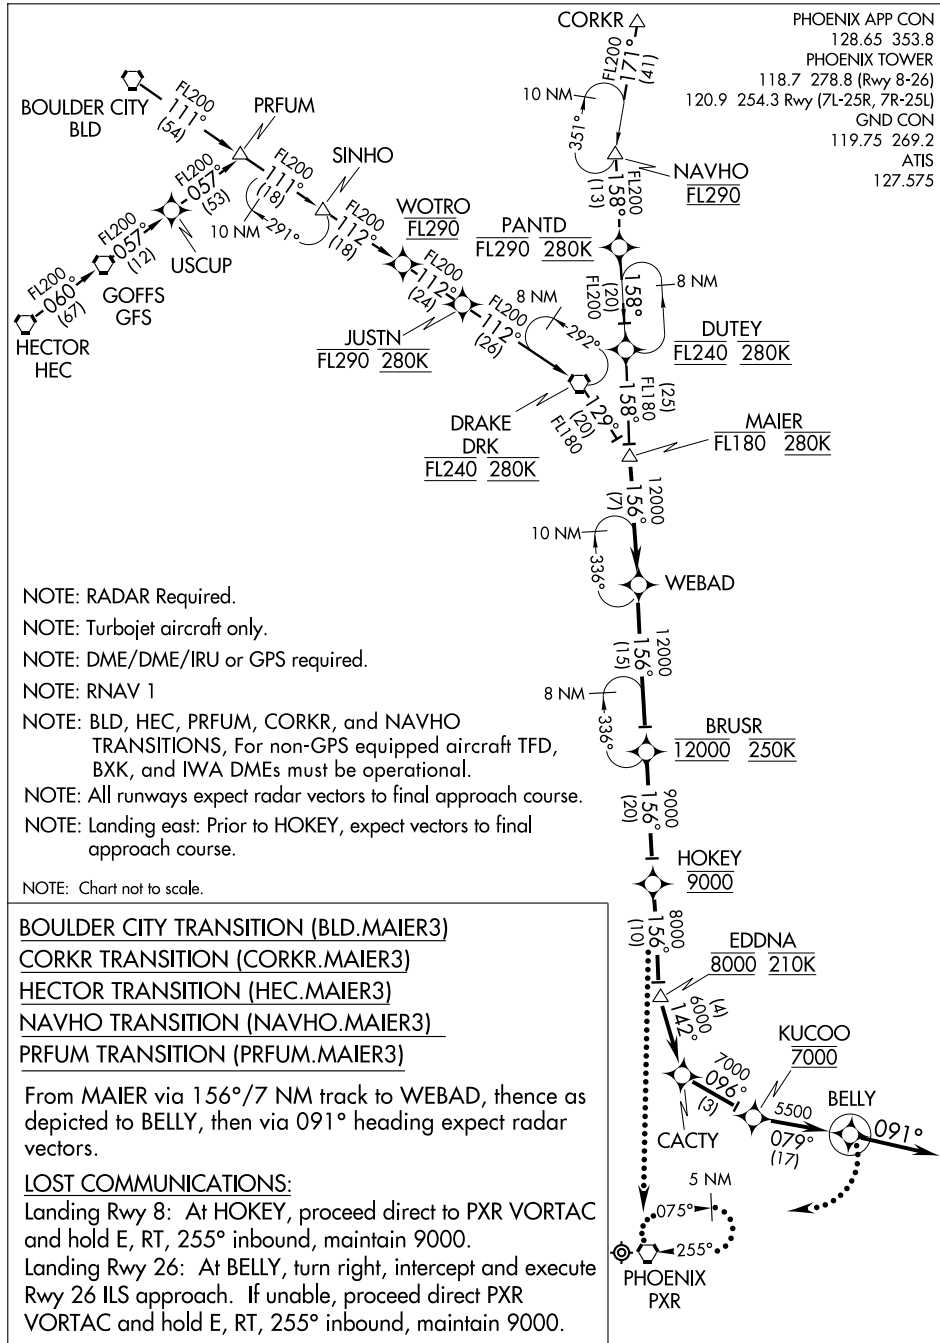 PHOENIX APP CON
128.65 353.8
PHOENIX TOWER
118.7 278.8 (Rwy 8-26)
120.9 254.3 Rwy (7L-25R, 7R-25L)
GND CON
119.75 269.2
ATIS
127.575
CORKR
FL200
171°
(41)
10 NM
351°
NAVHO
FL290
FL200
158°
(13)
PANTD
FL290 280K
158°
(20)
FL200
8 NM
DUTEY
FL240 280K
(25)
FL180
158°
MAIER
FL180 280K
BOULDER CITY
BLD
FL200
111°
(54)
PRFUM
FL200
111°
(18)
10 NM
291°
SINHO
FL200
112°
(18)
WOTRO
FL290
FL200
112°
(24)
JUSTN
FL290 280K
FL200
112°
(26)
8 NM
292°
DRAKE
DRK
FL240 280K
129°
(20)
FL180
HECTOR
HEC
FL200
060°
(67)
GOFFS
GFS
FL200
057°
(12)
USCUP
FL200
057°
(53)
12000
156°
(7)
10 NM
336°
WEBAD
12000
156°
(15)
8 NM
336°
BRUSR
12000 250K
9000
156°
(20)
HOKEY
9000
8000
156°
(10)
EDDNA
8000 210K
(4)
6000
142°
CACTY
7000
096°
(3)
KUCOO
7000
5500
079°
(17)
BELLY
091°
5 NM
075°
255°
PHOENIX
PXR
NOTE: RADAR Required.
NOTE: Turbojet aircraft only.
NOTE: DME/DME/IRU or GPS required.
NOTE: RNAV 1
NOTE: BLD, HEC, PRFUM, CORKR, and NAVHO
TRANSITIONS, For non-GPS equipped aircraft TFD,
BXK, and IWA DMEs must be operational.
NOTE: All runways expect radar vectors to final approach course.
NOTE: Landing east: Prior to HOKEY, expect vectors to final
approach course.
NOTE: Chart not to scale.
BOULDER CITY TRANSITION (BLD.MAIER3)
CORKR TRANSITION (CORKR.MAIER3)
HECTOR TRANSITION (HEC.MAIER3)
NAVHO TRANSITION (NAVHO.MAIER3)
PRFUM TRANSITION (PRFUM.MAIER3)
From MAIER via 156°/7 NM track to WEBAD, thence as
depicted to BELLY, then via 091° heading expect radar
vectors.
LOST COMMUNICATIONS:
Landing Rwy 8: At HOKEY, proceed direct to PXR VORTAC
and hold E, RT, 255° inbound, maintain 9000.
Landing Rwy 26: At BELLY, turn right, intercept and execute
Rwy 26 ILS approach. If unable, proceed direct PXR
VORTAC and hold E, RT, 255° inbound, maintain 9000.